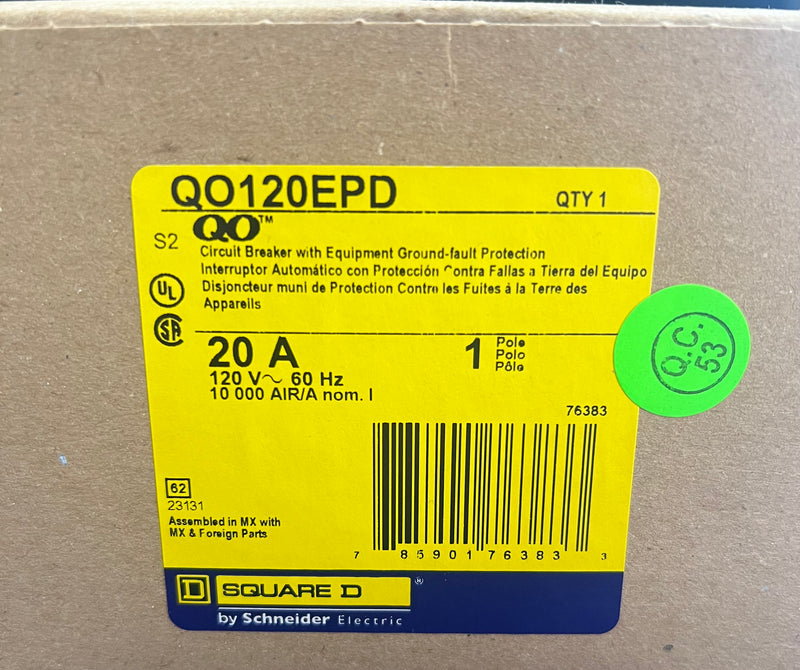 QO120EPD
QTY 1
QO™
S2
Circuit Breaker with Equipment Ground-fault Protection
Interruptor Automático con Protección Contra Fallas a Tierra del Equipo
Disjoncteur muni de Protection Contre les Fuites à la Terre des
Appareils
UL
SA
20 A
1
Pole
Polo
Pôle
120 V~ 60 Hz
10 000 AIR/A nom. I
Q.C.
53
76383
62
23131
Assembled in MX with
MX & Foreign Parts
7 85901 76383 3
D SQUARE D ®
by Schneider Electric